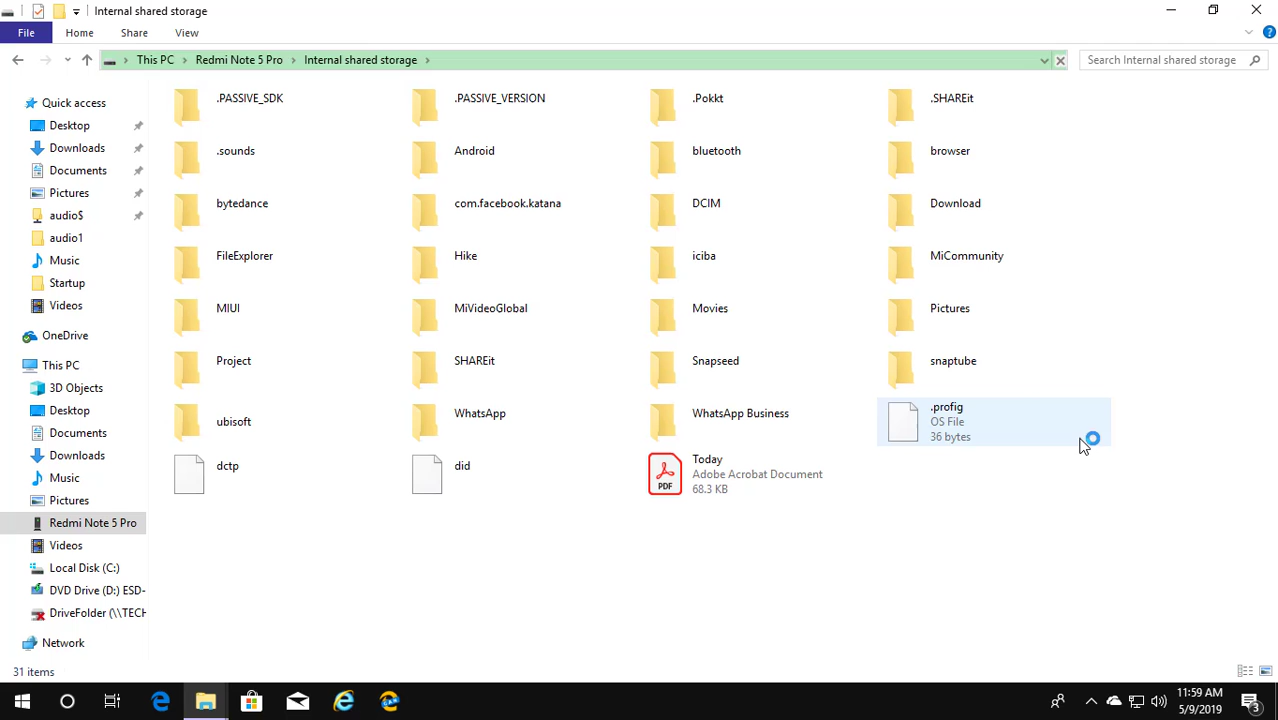 Internal shared storage
File Home Share View
This PC Redmi Note 5 Pro Internal shared storage
Search Internal shared storage
Quick access
Desktop
Downloads
Documents
Pictures
audio$
audio1
Music
Startup
Videos
OneDrive
This PC
3D Objects
Desktop
Documents
Downloads
Music
Pictures
Redmi Note 5 Pro
Videos
Local Disk (C:)
DVD Drive (D:) ESD-
DriveFolder (\\TECH
Network
.PASSIVE_SDK .PASSIVE_VERSION .Pokkt .SHAREit
.sounds Android bluetooth browser
bytedance com.facebook.katana DCIM Download
FileExplorer Hike iciba MiCommunity
MIUI MiVideoGlobal Movies Pictures
Project SHAREit Snapseed snaptube
ubisoft WhatsApp WhatsApp Business .profig
OS File
36 bytes
dctp did Today
Adobe Acrobat Document
68.3 KB
PDF
31 items
11:59 AM
5/9/2019
3